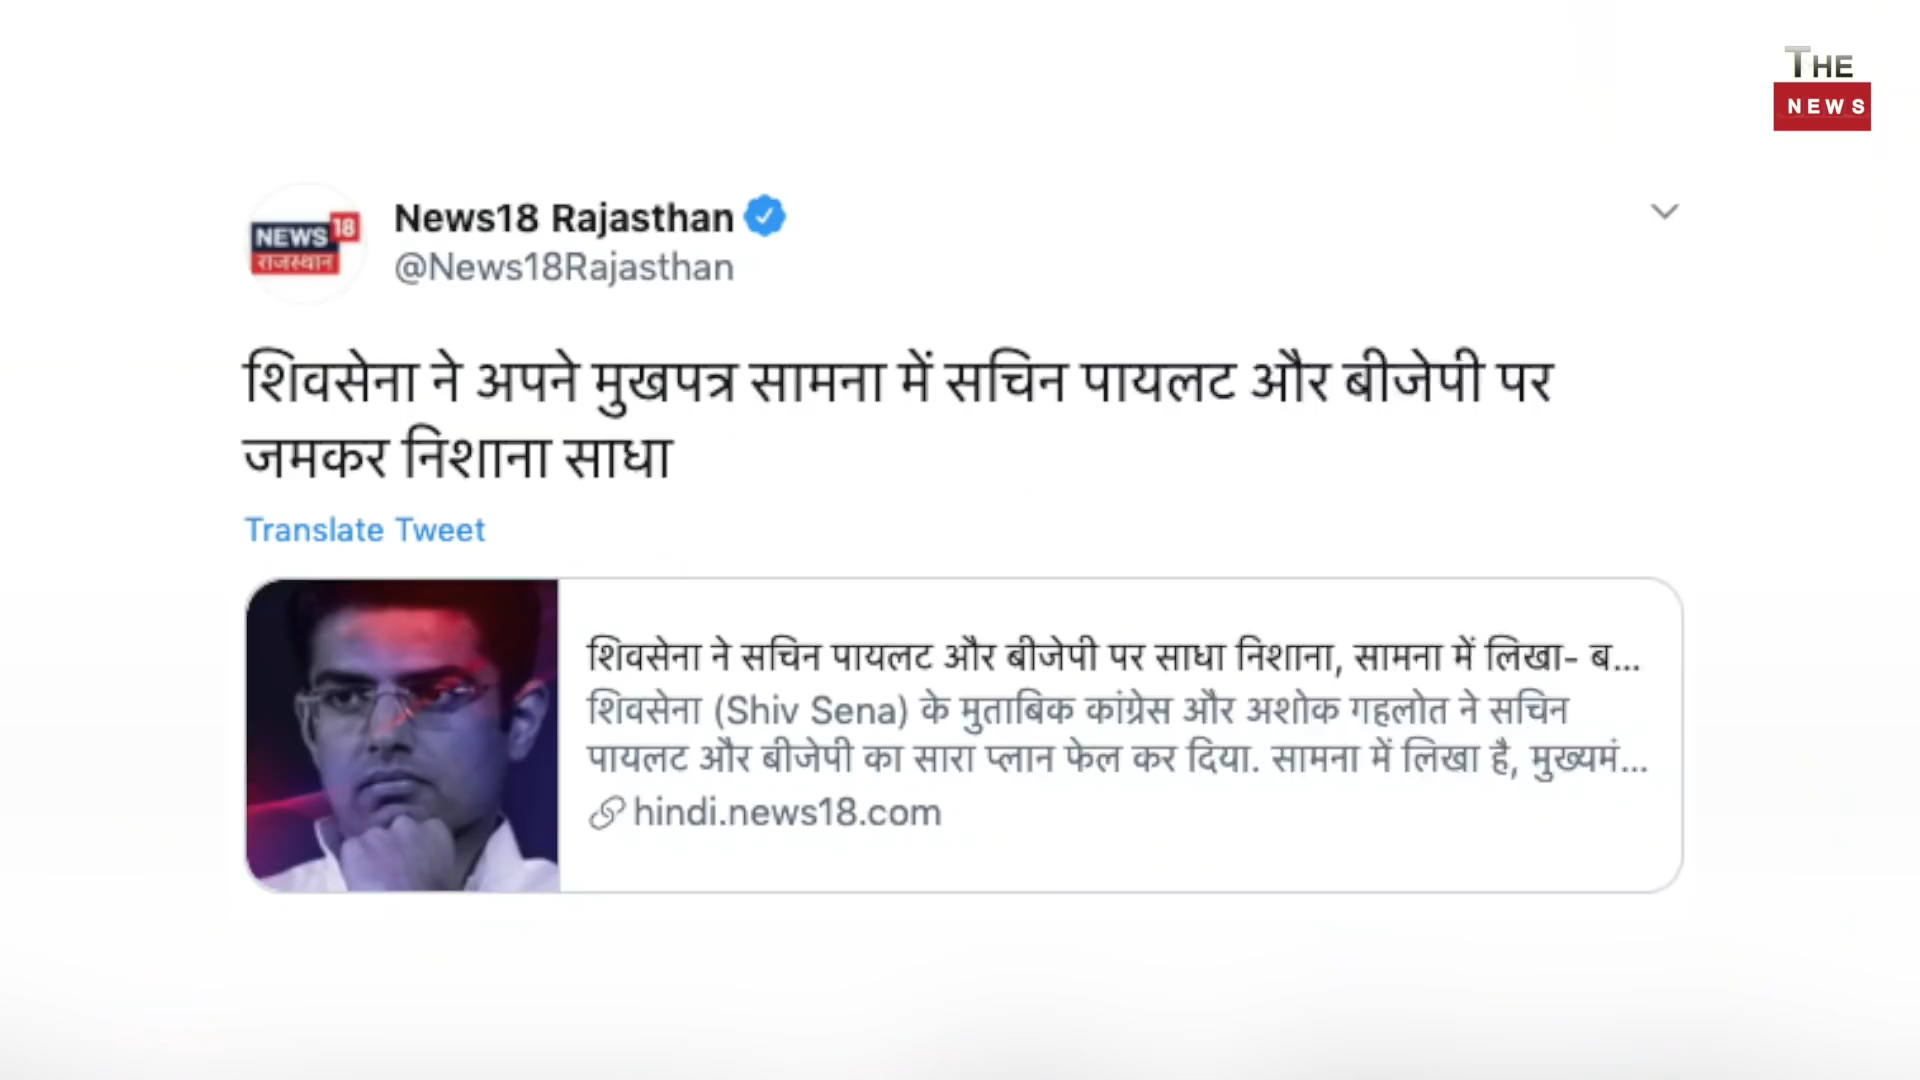 THE
NEWS
NEWS 18
राजस्थान
News18 Rajasthan
@News18Rajasthan
शिवसेना ने अपने मुखपत्र सामना में सचिन पायलट और बीजेपी पर
जमकर निशाना साधा
Translate Tweet
शिवसेना ने सचिन पायलट और बीजेपी पर साधा निशाना, सामना में लिखा- ब...
शिवसेना (Shiv Sena) के मुताबिक कांग्रेस और अशोक गहलोत ने सचिन
पायलट और बीजेपी का सारा प्लान फेल कर दिया. सामना में लिखा है, मुख्यमं...
hindi.news18.com